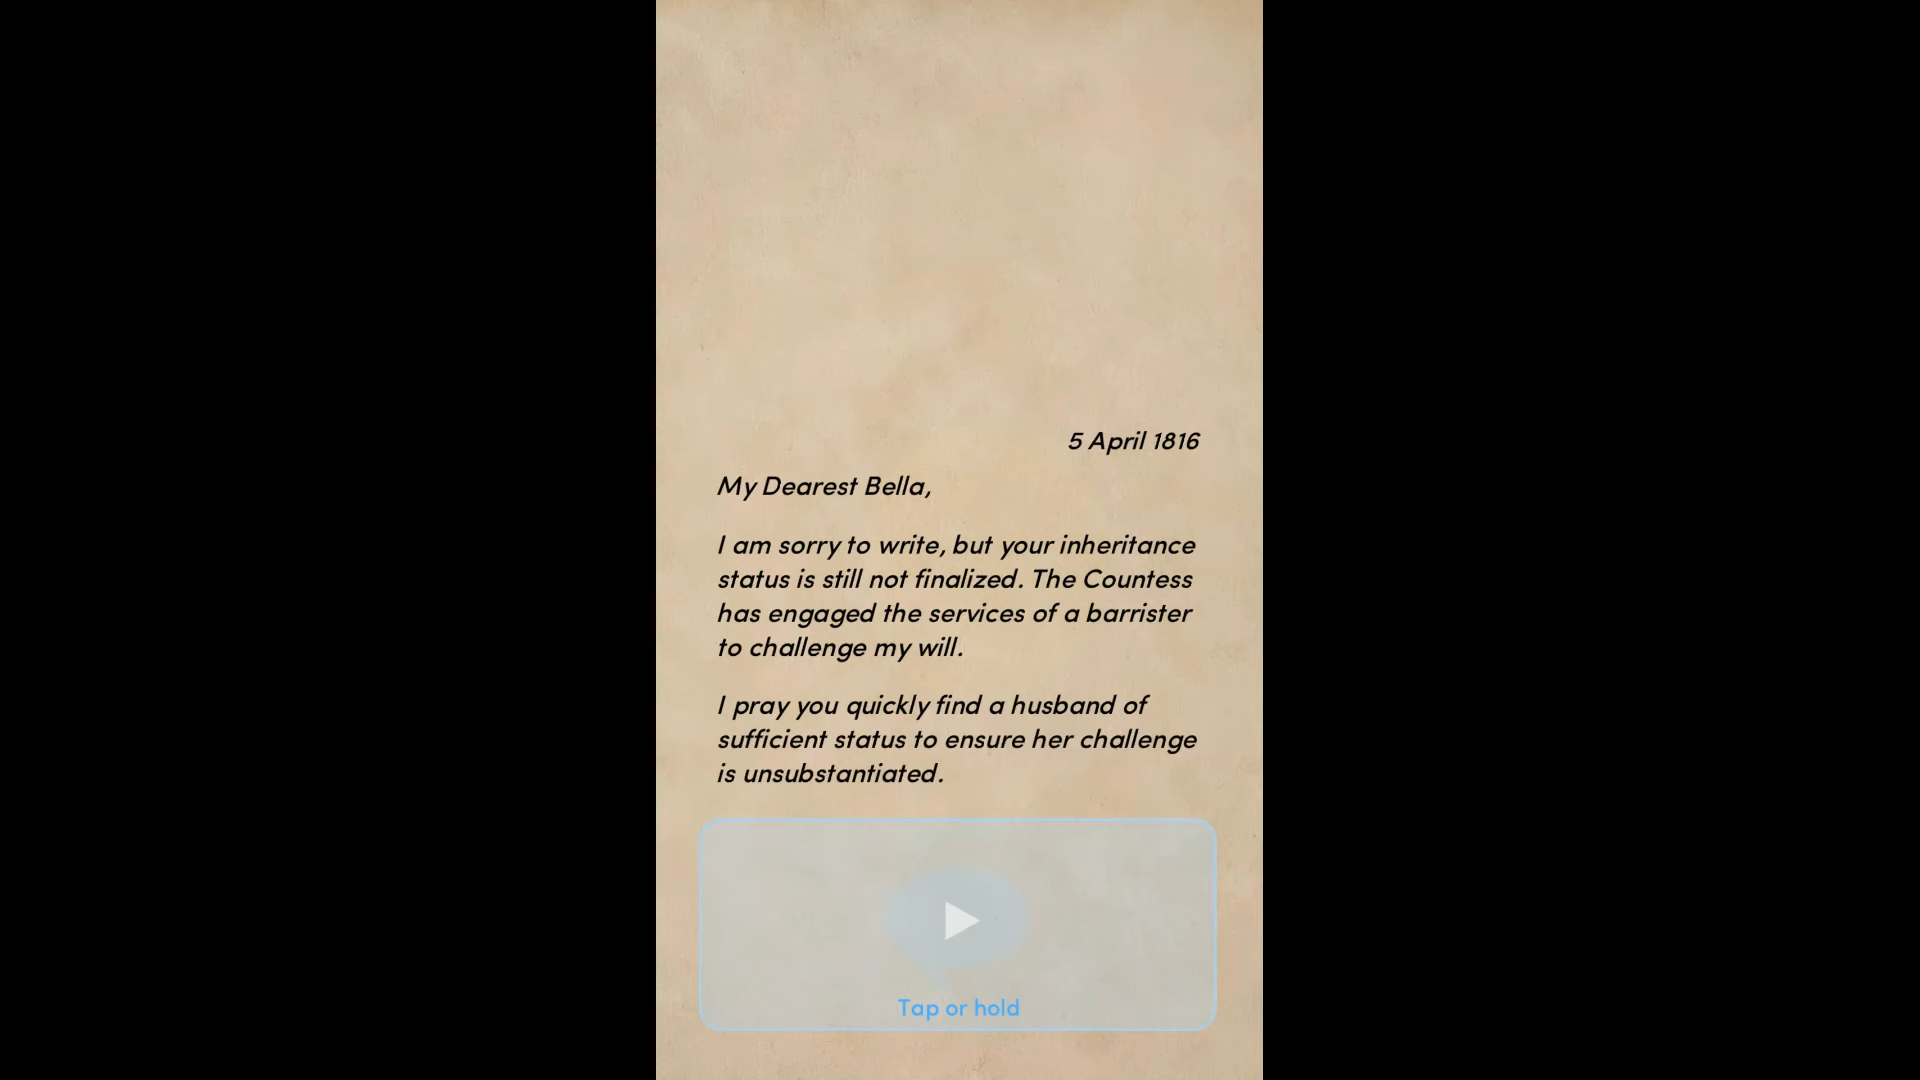 5 April 1816
My Dearest Bella,
I am sorry to write, but your inheritance
status is still not finalized. The Countess
has engaged the services of a barrister
to challenge my will.
I pray you quickly find a husband of
sufficient status to ensure her challenge
is unsubstantiated.
Tap or hold